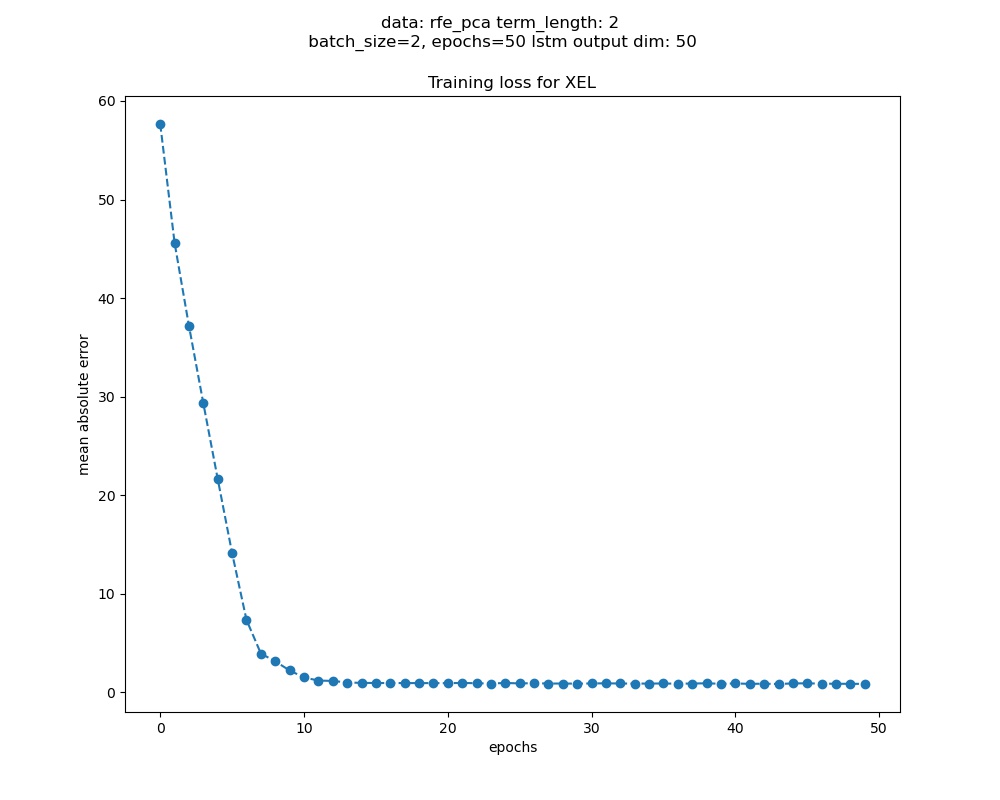 data: rfe_pca term_length: 2
batch_size=2, epochs=50 lstm output dim: 50
Training loss for XEL
60
50
40
30
20
10
0
mean absolute error
0 10 20 30 40 50
epochs